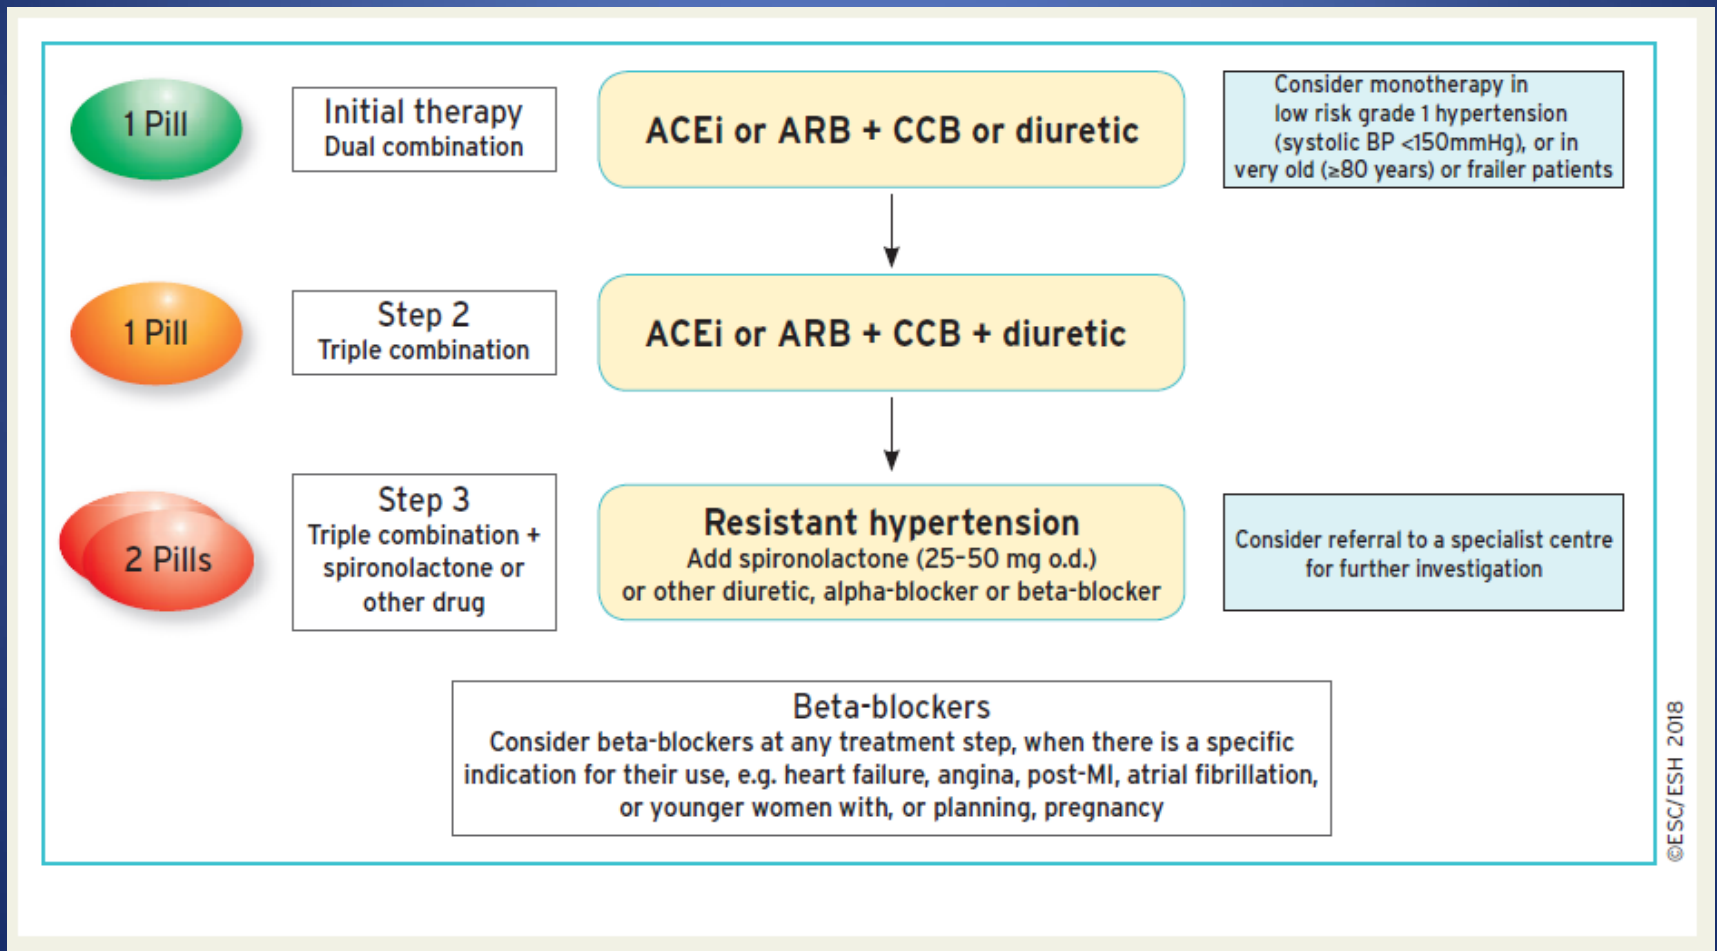 1 Pill
Initial therapy
Dual combination
ACEi or ARB + CCB or diuretic
Consider monotherapy in
low risk grade 1 hypertension
(systolic BP <150mmHg), or in
very old (≥80 years) or frailer patients
1 Pill
Step 2
Triple combination
ACEi or ARB + CCB + diuretic
2 Pills
Step 3
Triple combination +
spironolactone or
other drug
Resistant hypertension
Add spironolactone (25–50 mg o.d.)
or other diuretic, alpha-blocker or beta-blocker
Consider referral to a specialist centre
for further investigation
Beta-blockers
Consider beta-blockers at any treatment step, when there is a specific
indication for their use, e.g. heart failure, angina, post-MI, atrial fibrillation,
or younger women with, or planning, pregnancy
©ESC/ESH 2018